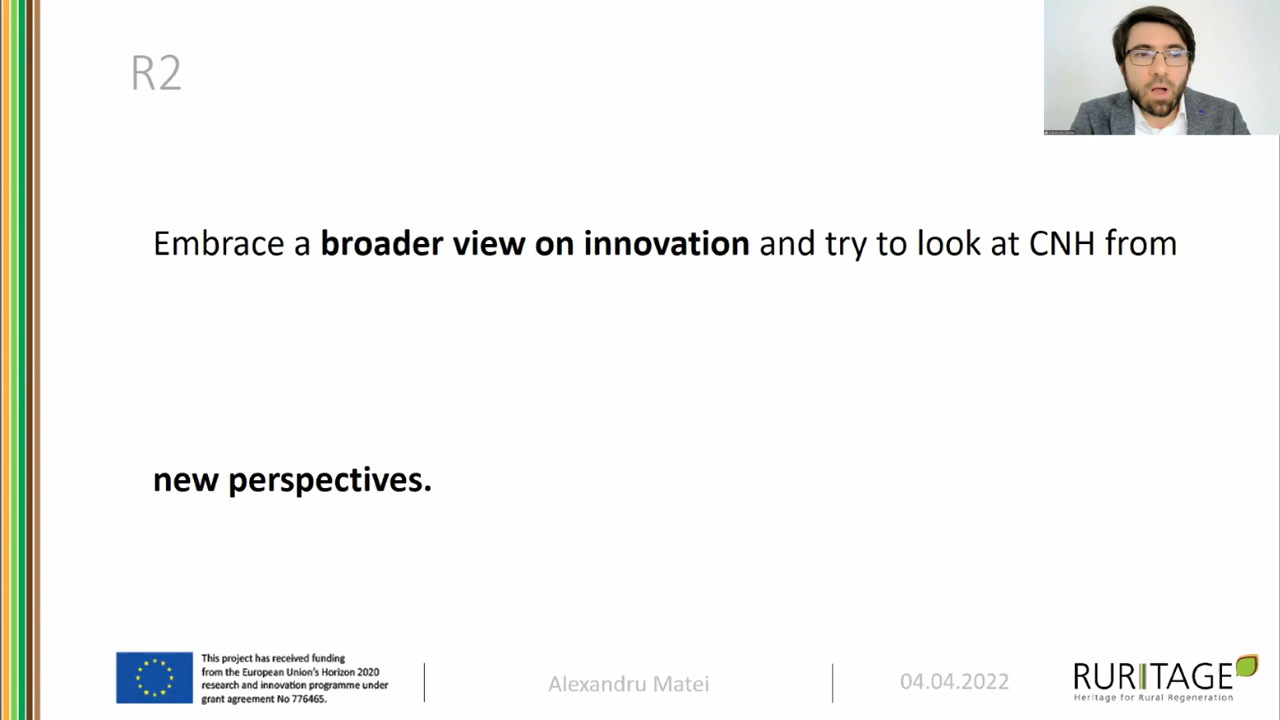 R2
Embrace a broader view on innovation and try to look at CNH from
new perspectives.
This project has received funding
from the European Union's Horizon 2020
research and innovation programme under
grant agreement No 776465.
Alexandru Matei
04.04.2022
RURITAGE
Heritage for Rural Regeneration